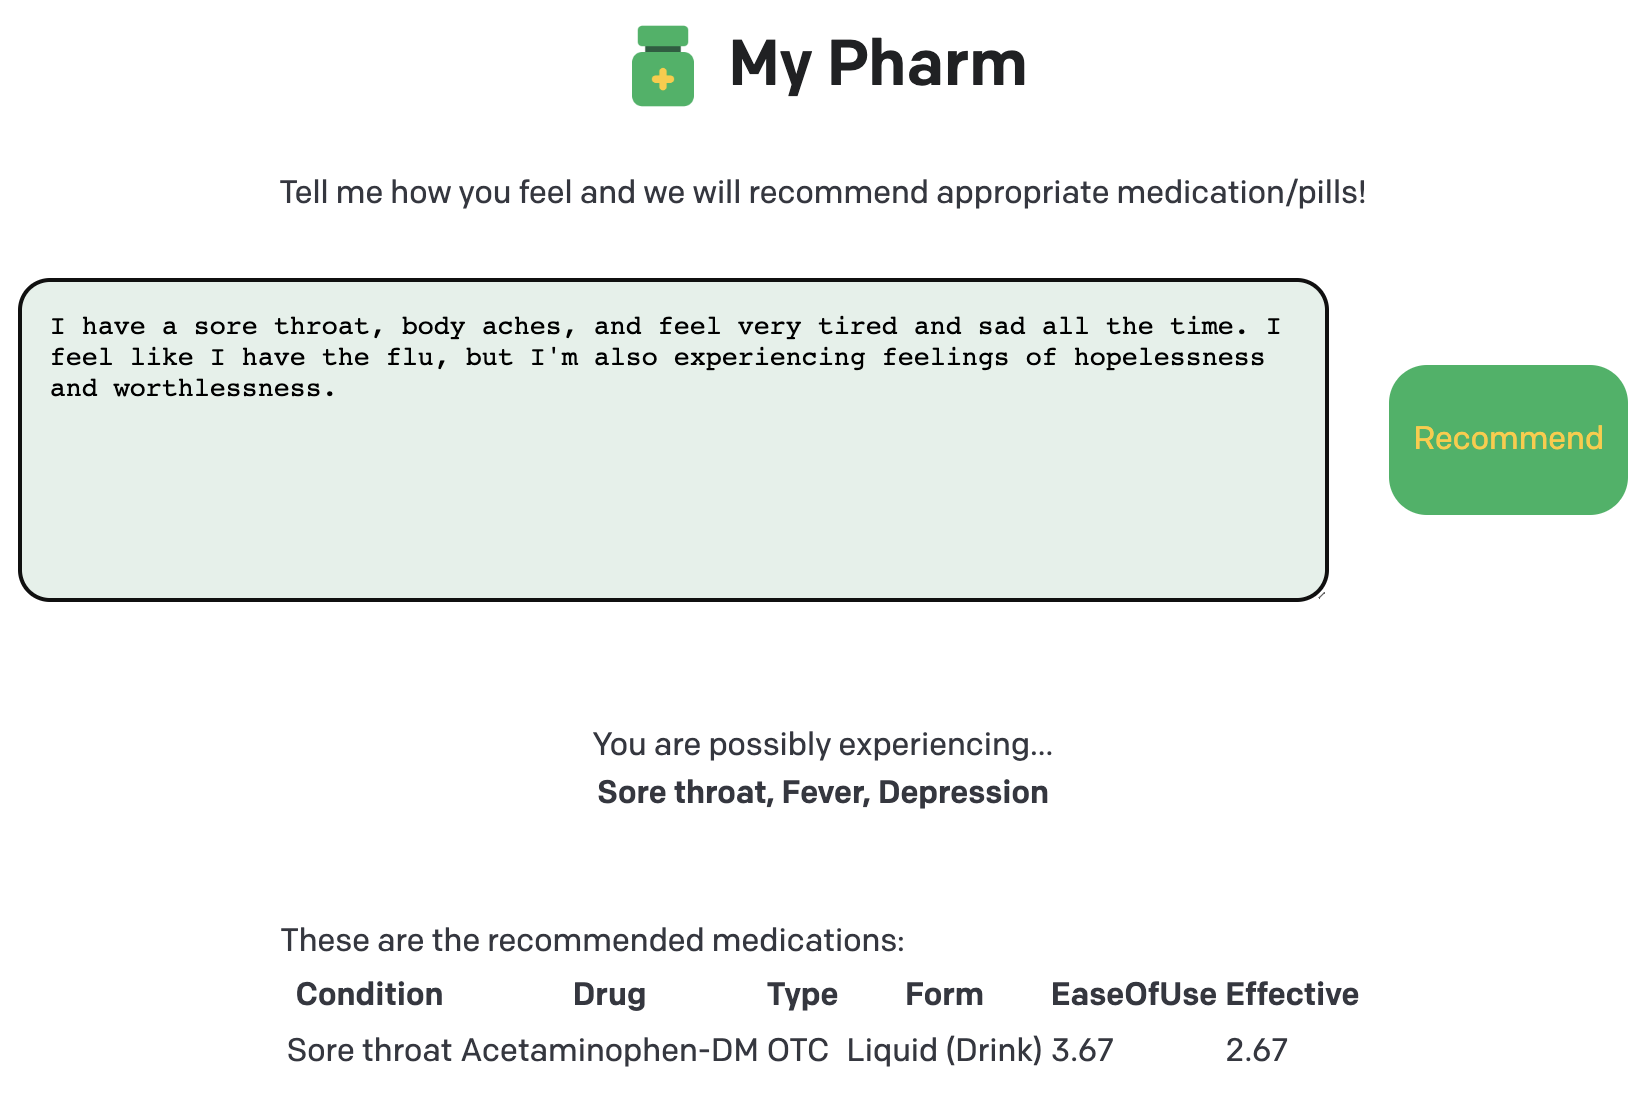 My Pharm
Tell me how you feel and we will recommend appropriate medication/pills!
I have a sore throat, body aches, and feel very tired and sad all the time. I
feel like I have the flu, but I'm also experiencing feelings of hopelessness
and worthlessness.
Recommend
You are possibly experiencing...
Sore throat, Fever, Depression
These are the recommended medications:
Condition Drug Type Form EaseOfUse Effective
Sore throat Acetaminophen-DM OTC Liquid (Drink) 3.67 2.67